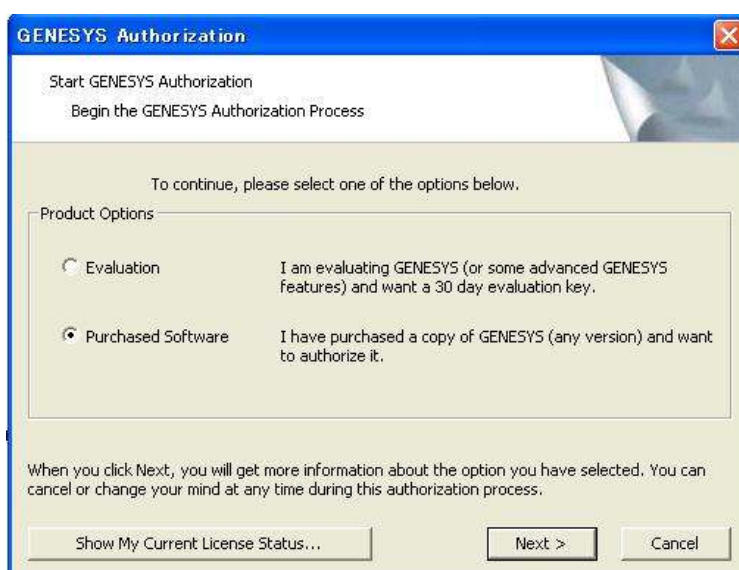 GENESYS Authorization
Start GENESYS Authorization
Begin the GENESYS Authorization Process
To continue, please select one of the options below.
Product Options
Evaluation
I am evaluating GENESYS (or some advanced GENESYS
features) and want a 30 day evaluation key.
Purchased Software
I have purchased a copy of GENESYS (any version) and want
to authorize it.
When you click Next, you will get more information about the option you have selected. You can
cancel or change your mind at any time during this authorization process.
Show My Current License Status...
Next >
Cancel